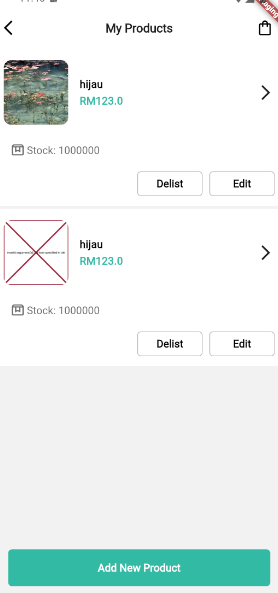 My Products
hijau
RM123.0
Stock: 1000000
Delist
Edit
hijau
RM123.0
Stock: 1000000
Delist
Edit
Add New Product